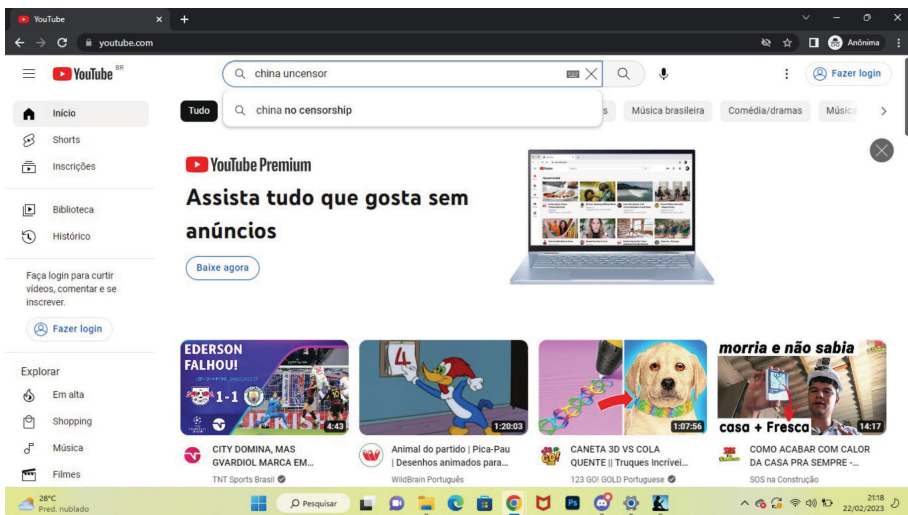 YouTube
youtube.com
Anônima
YouTube BR
china uncensor
Fazer login
china no censorship
Tudo
s
Música brasileira
Comédia/dramas
Música
Início
Shorts
Inscrições
Biblioteca
Histórico
Faça login para curtir
vídeos, comentar e se
inscrever.
Fazer login
Explorar
Em alta
Shopping
Música
Filmes
YouTube Premium
Assista tudo que gosta sem
anúncios
Baixe agora
EDERSON
FALHOU!
1-1
4:43
CITY DOMINA, MAS
GVARDIOL MARCA EM...
TNT Sports Brasil
4
1:20:03
Animal do partido | Pica-Pau
| Desenhos animados para...
WildBrain Português
1:07:56
CANETA 3D VS COLA
QUENTE || Truques Incrívei...
123 GO! GOLD Portuguese
morria e não sabia
casa + Fresca
14:17
COMO ACABAR COM CALOR
DA CASA PRA SEMPRE -...
SOS na Construção
28°C
Pred. nublado
Pesquisar
Ps
21:18
22/02/2023